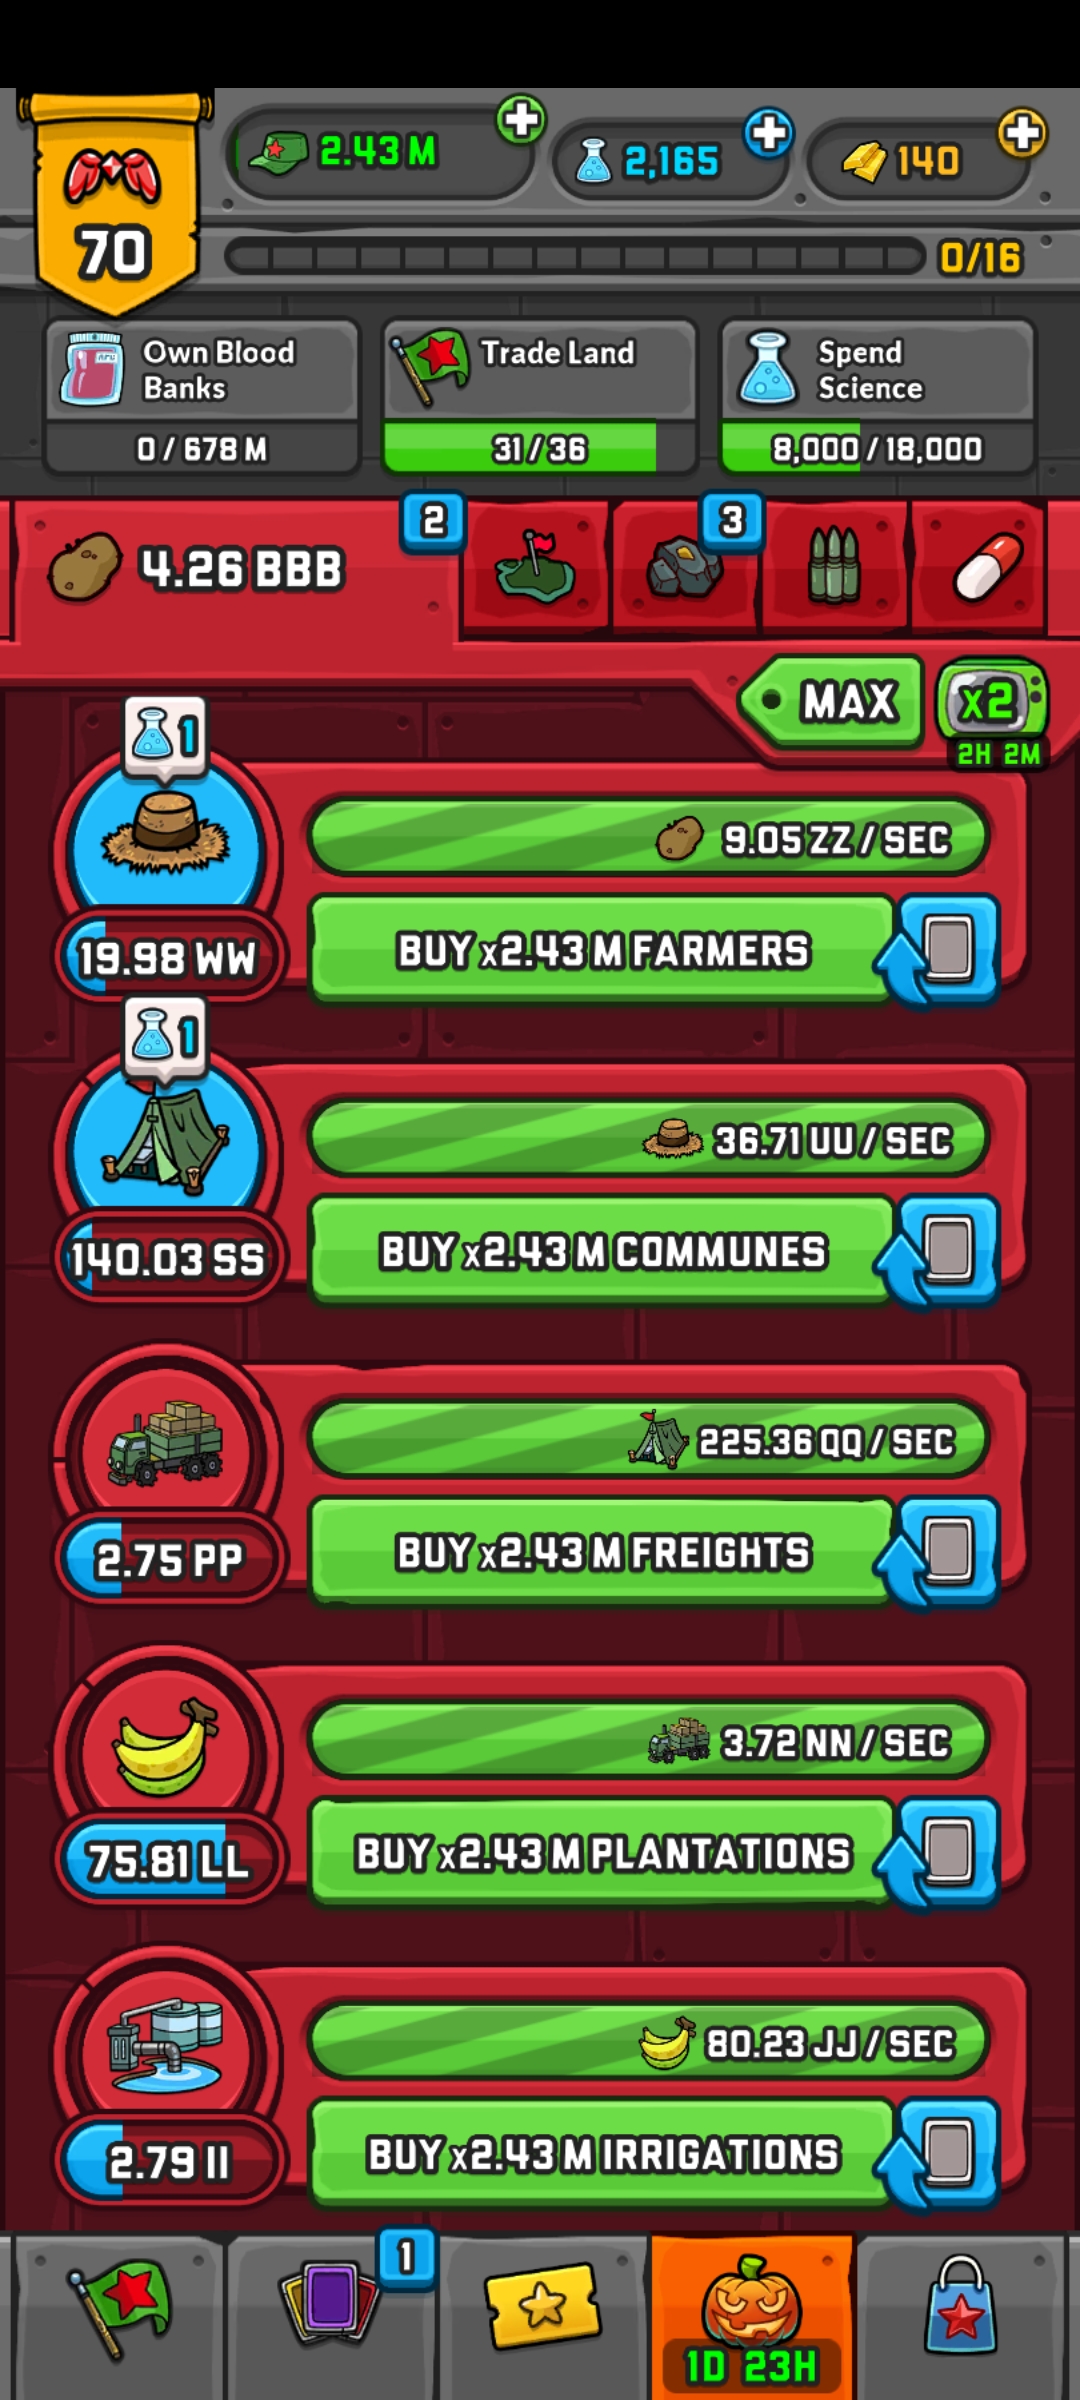 70
2.43 M
2,165
140
0/16
Own Blood
Banks
0 / 678 M
Trade Land
31 / 36
Spend
Science
8,000 / 18,000
4.26 BBB
2
3
MAX
x2
2H 2M
1
9.05 ZZ / SEC
19.98 WW
BUY x2.43 M FARMERS
1
36.71 UU / SEC
140.03 SS
BUY x2.43 M COMMUNES
225.36 QQ / SEC
2.75 PP
BUY x2.43 M FREIGHTS
3.72 NN / SEC
75.81 LL
BUY x2.43 M PLANTATIONS
80.23 JJ / SEC
2.79 II
BUY x2.43 M IRRIGATIONS
1
1D 23H